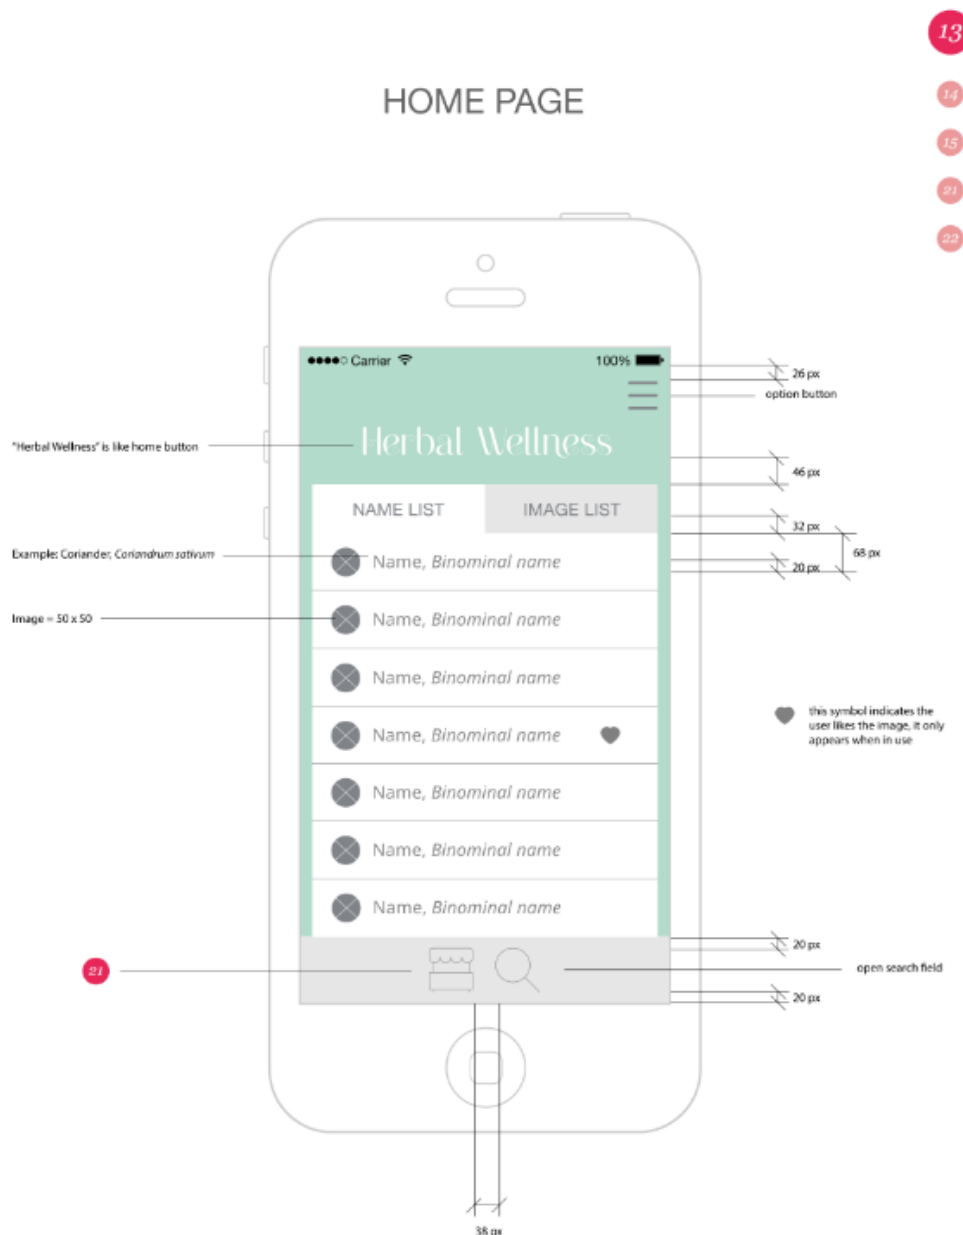 13
14
HOME PAGE
15
21
22
Carrier 100%
26 px
option button
"Herbal Wellness" is like home button
Herbal Wellness
46 px
NAME LIST IMAGE LIST
32 px
68 px
20 px
Example: Coriander, Coriandrum sativum
Name, Binominal name
Image = 50 x 50
Name, Binominal name
Name, Binominal name
this symbol indicates the
user likes the image, it only
appears when in use
Name, Binominal name
Name, Binominal name
Name, Binominal name
Name, Binominal name
20 px
21
open search field
20 px
38 px